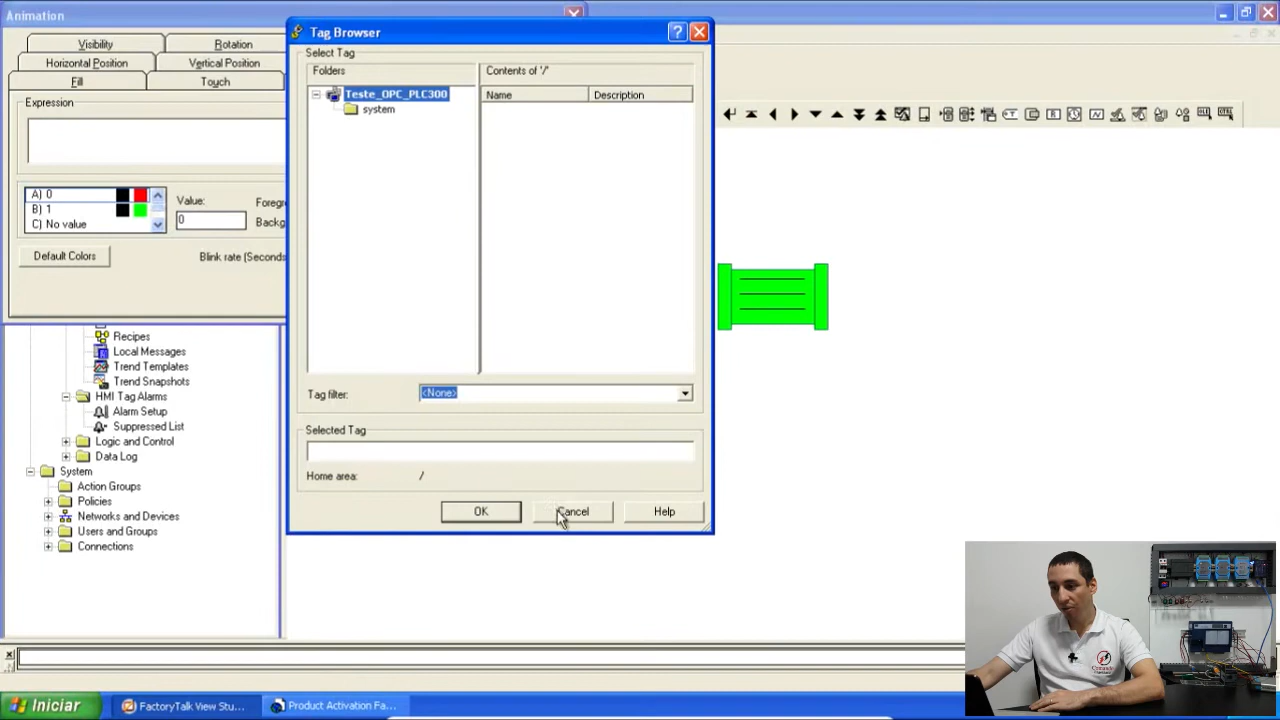 Animation
Visibility
Rotation
Horizontal Position
Vertical Position
Fill
Touch
Expression
A) 0
B) 1
C) No value
Value:
0
Foregr
Backg
Default Colors
Blink rate (Seconds
Tag Browser
Select Tag
Folders
Contents of '/'
Teste_OPC_PLC300
system
Name
Description
Tag filter:
<None>
Selected Tag
Home area:
/
OK
Cancel
Help
Recipes
Local Messages
Trend Templates
Trend Snapshots
HMI Tag Alarms
Alarm Setup
Suppressed List
Logic and Control
Data Log
System
Action Groups
Policies
Networks and Devices
Users and Groups
Connections
Iniciar
FactoryTalk View Stu...
Product Activation Fa...